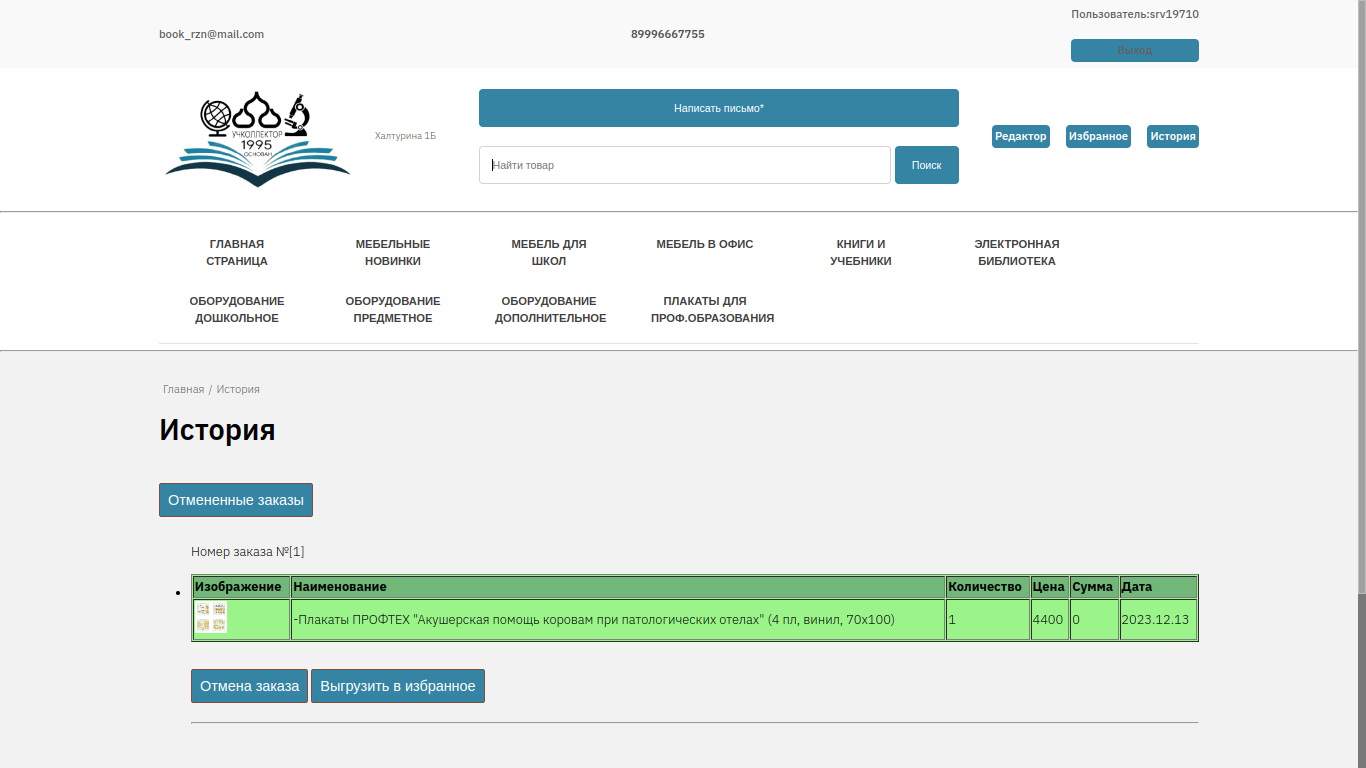 Пользователь:srv19710
book_rzn@mail.com
89996667755
Выход
УЧКОЛЛЕКТОР
1995
ОСНОВАН
Халтурина 1Б
Написать письмо*
Редактор
Избранное
История
Найти товар
Поиск
ГЛАВНАЯ
СТРАНИЦА
МЕБЕЛЬНЫЕ
НОВИНКИ
МЕБЕЛЬ ДЛЯ
ШКОЛ
МЕБЕЛЬ В ОФИС
КНИГИ И
УЧЕБНИКИ
ЭЛЕКТРОННАЯ
БИБЛИОТЕКА
ОБОРУДОВАНИЕ
ДОШКОЛЬНОЕ
ОБОРУДОВАНИЕ
ПРЕДМЕТНОЕ
ОБОРУДОВАНИЕ
ДОПОЛНИТЕЛЬНОЕ
ПЛАКАТЫ ДЛЯ
ПРОФ.ОБРАЗОВАНИЯ
Главная / История
История
Отмененные заказы
Номер заказа №[1]
Изображение Наименование Количество Цена Сумма Дата
-Плакаты ПРОФТЕХ "Акушерская помощь коровам при патологических отелах" (4 пл, винил, 70х100) 1 4400 0 2023.12.13
Отмена заказа
Выгрузить в избранное